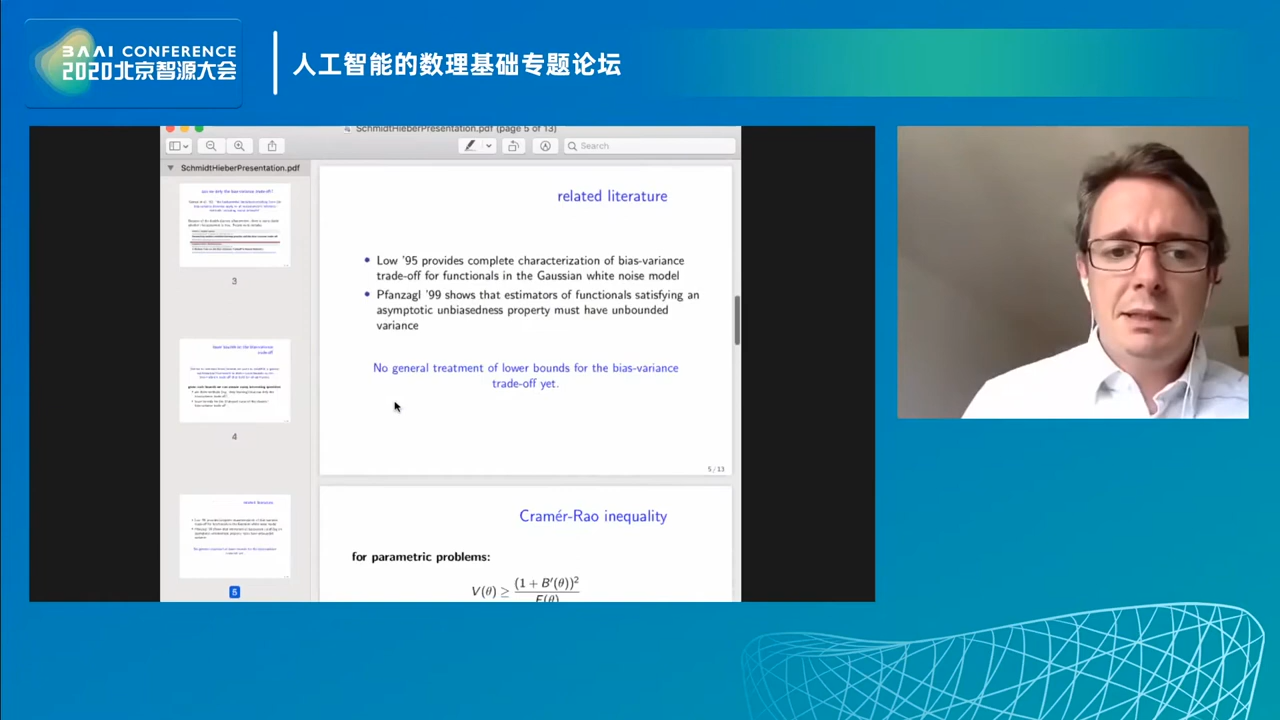 BAAI CONFERENCE
2020北京智源大会
人工智能的数理基础专题论坛
SchmidtHieberPresentation.pdf (page 5 of 13)
Search
SchmidtHieberPresentation.pdf
3
4
5
related literature
• Low '95 provides complete characterization of bias-variance
trade-off for functionals in the Gaussian white noise model
• Pfanzagl '99 shows that estimators of functionals satisfying an
asymptotic unbiasedness property must have unbounded
variance
No general treatment of lower bounds for the bias-variance
trade-off yet.
5/13
Cramér-Rao inequality
for parametric problems:
V(θ) ≥ (1 + B′(θ))² / F(θ)